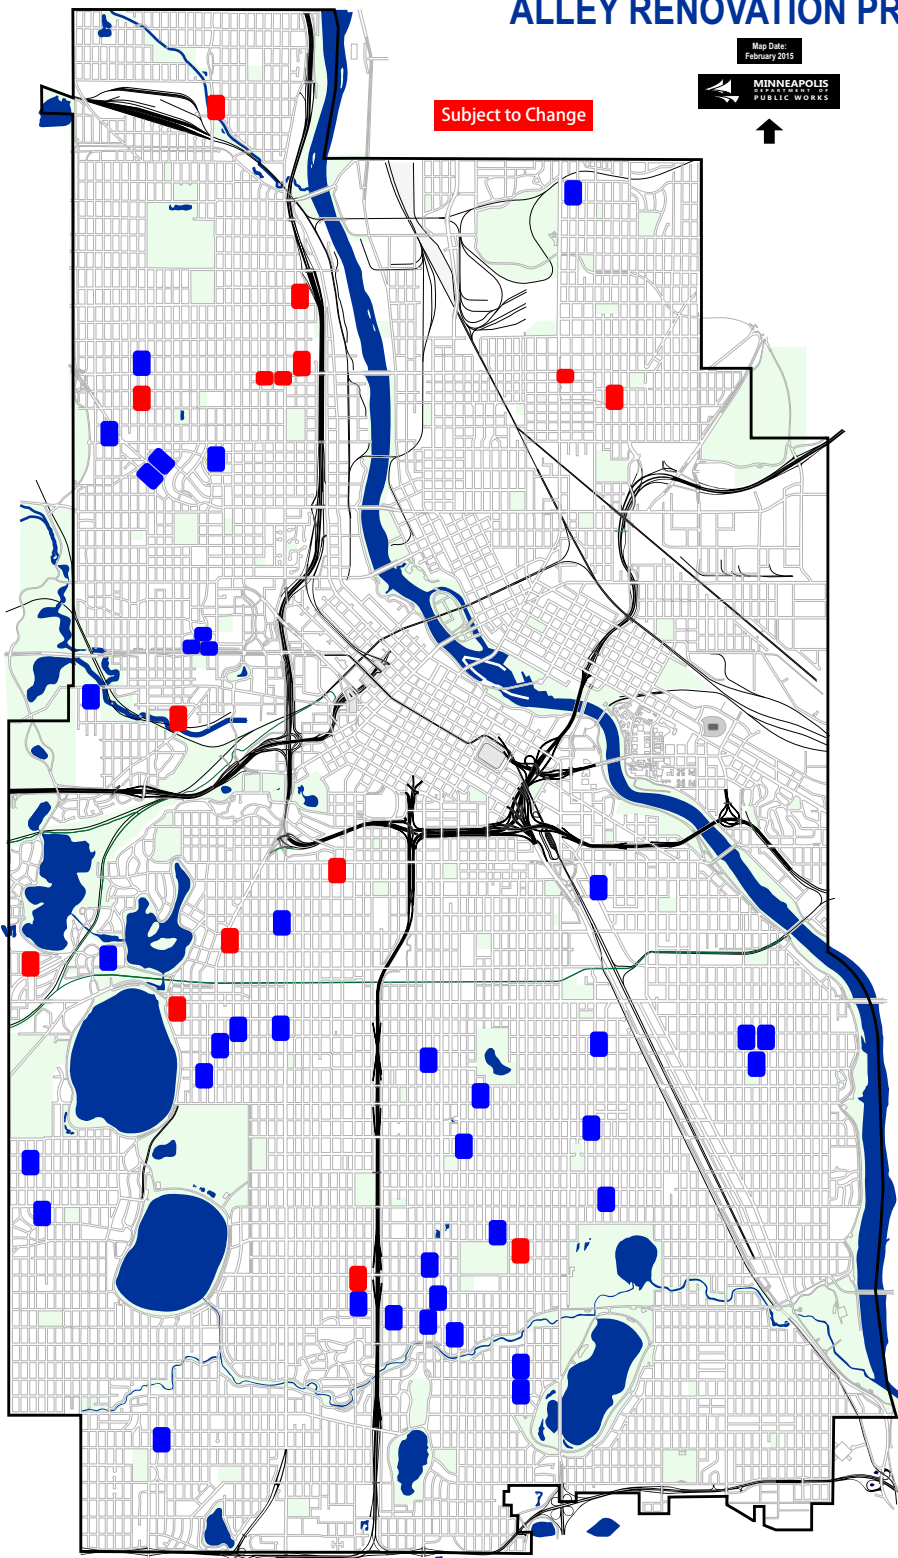 ALLEY RENOVATION PR
Map Date:
February 2015
MINNEAPOLIS
DEPARTMENT OF
PUBLIC WORKS
Subject to Change